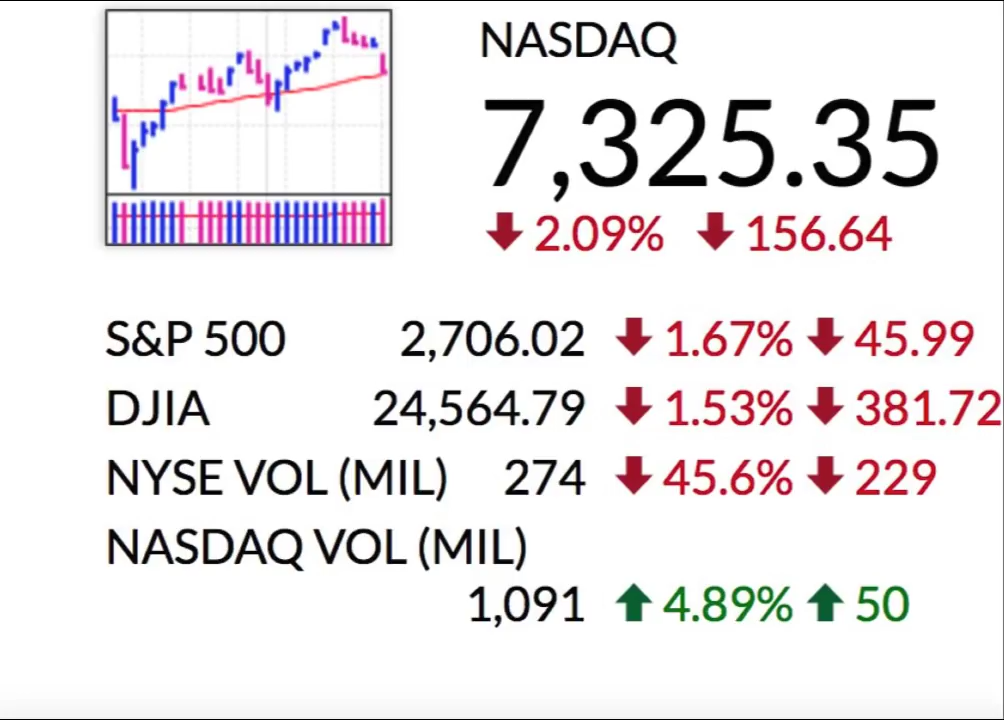 NASDAQ
7,325.35
2.09% 156.64
S&P 500 2,706.02 1.67% 45.99
DJIA 24,564.79 1.53% 381.72
NYSE VOL (MIL) 274 45.6% 229
NASDAQ VOL (MIL)
1,091 4.89% 50